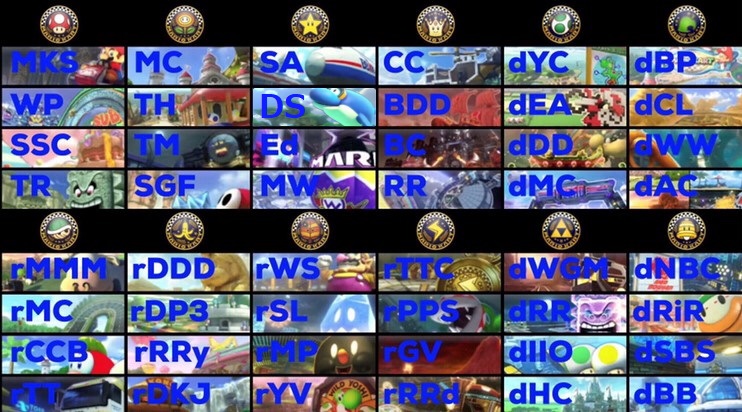 MKS MC SA CC dYC dBP
WP TH DS BDD dEA dCL
SSC TM Ed BC dDD dWW
TR SGF MW RR dMC dAC
rMMM rDDD rWS rTTC dWGM dNBC
rMC rDP3 rSL rPPS dRR dRiR
rCCB rRRy rMP rGV dIIO dSBS
rTT rDKJ rYV rRRd dHC dBB